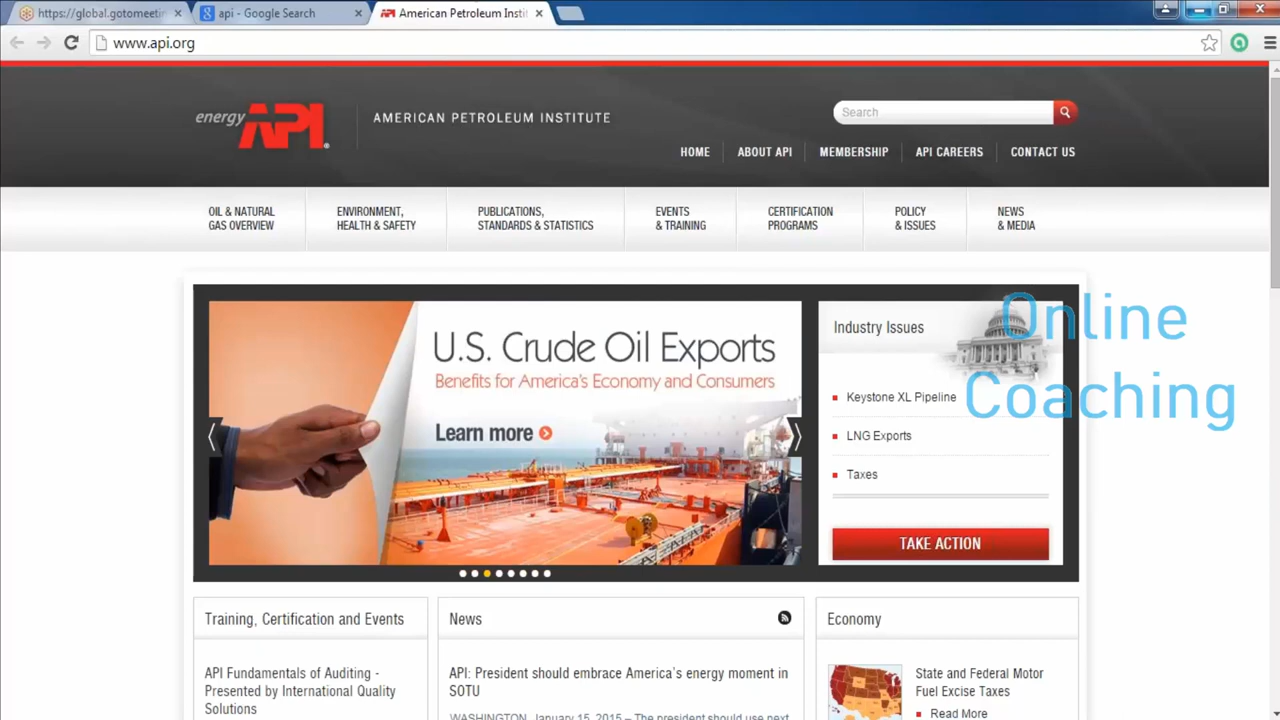 https://global.gotomeetin
api - Google Search
American Petroleum Instit
www.api.org
energy API
AMERICAN PETROLEUM INSTITUTE
Search
HOME
ABOUT API
MEMBERSHIP
API CAREERS
CONTACT US
OIL & NATURAL
GAS OVERVIEW
ENVIRONMENT,
HEALTH & SAFETY
PUBLICATIONS,
STANDARDS & STATISTICS
EVENTS
& TRAINING
CERTIFICATION
PROGRAMS
POLICY
& ISSUES
NEWS
& MEDIA
U.S. Crude Oil Exports
Benefits for America's Economy and Consumers
Learn more
Industry Issues
Keystone XL Pipeline
LNG Exports
Taxes
TAKE ACTION
Online
Coaching
Training, Certification and Events
API Fundamentals of Auditing -
Presented by International Quality
Solutions
News
API: President should embrace America's energy moment in
SOTU
WASHINGTON, January 15, 2015 – The president should use next
Economy
State and Federal Motor
Fuel Excise Taxes
Read More